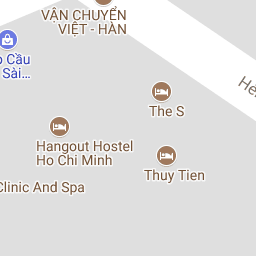 VẬN CHUYỂN
VIỆT - HÀN
Cầu
Sài...
The S
Hangout Hostel
Ho Chi Minh
Thuy Tien
Clinic And Spa